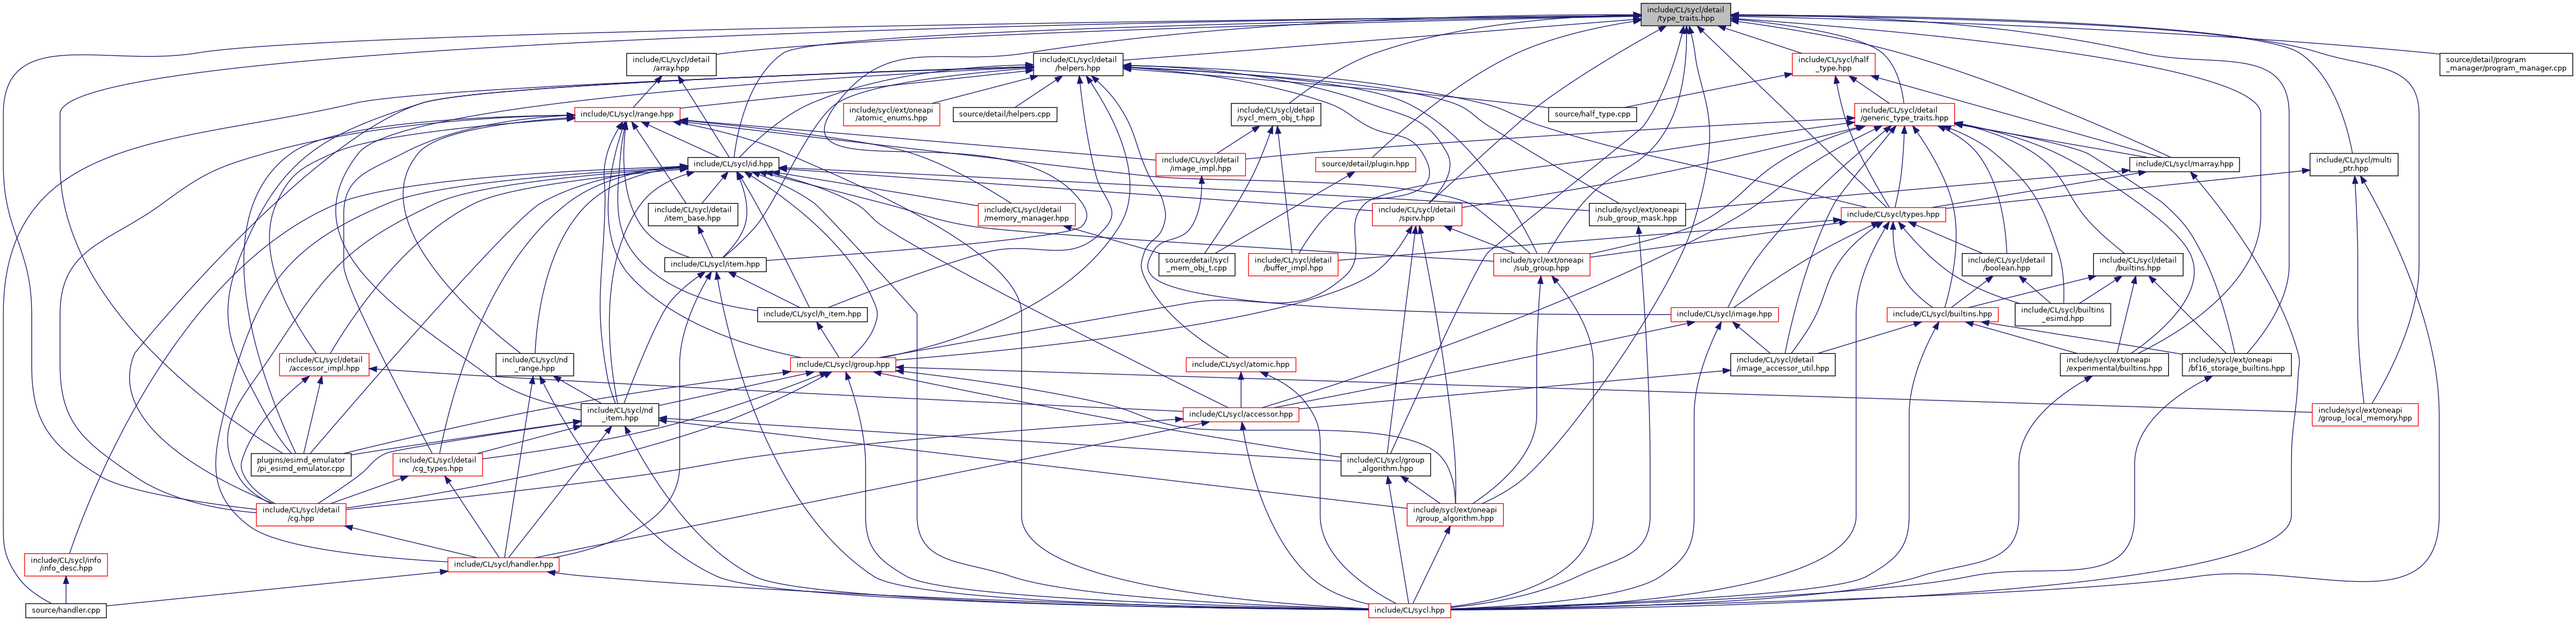 include/CL/sycl/detail
/type_traits.hpp
include/CL/sycl/detail
/array.hpp
include/CL/sycl/detail
/helpers.hpp
include/CL/sycl/half
_type.hpp
source/detail/program
_manager/program_manager.cpp
include/CL/sycl/range.hpp
include/sycl/ext/oneapi
/atomic_enums.hpp
source/detail/helpers.cpp
include/CL/sycl/detail
/sycl_mem_obj_t.hpp
source/half_type.cpp
include/CL/sycl/detail
/generic_type_traits.hpp
include/CL/sycl/id.hpp
include/CL/sycl/detail
/image_impl.hpp
source/detail/plugin.hpp
include/CL/sycl/marray.hpp
include/CL/sycl/multi
_ptr.hpp
include/CL/sycl/detail
/item_base.hpp
include/CL/sycl/detail
/memory_manager.hpp
include/CL/sycl/detail
/spirv.hpp
include/sycl/ext/oneapi
/sub_group_mask.hpp
include/CL/sycl/types.hpp
include/CL/sycl/item.hpp
source/detail/sycl
_mem_obj_t.cpp
include/CL/sycl/detail
/buffer_impl.hpp
include/sycl/ext/oneapi
/sub_group.hpp
include/CL/sycl/detail
/boolean.hpp
include/CL/sycl/detail
/builtins.hpp
include/CL/sycl/h_item.hpp
include/CL/sycl/image.hpp
include/CL/sycl/builtins.hpp
include/CL/sycl/builtins
_esimd.hpp
include/CL/sycl/detail
/accessor_impl.hpp
include/CL/sycl/nd
_range.hpp
include/CL/sycl/group.hpp
include/CL/sycl/atomic.hpp
include/CL/sycl/detail
/image_accessor_util.hpp
include/sycl/ext/oneapi
/experimental/builtins.hpp
include/sycl/ext/oneapi
/bf16_storage_builtins.hpp
include/CL/sycl/nd
_item.hpp
include/CL/sycl/accessor.hpp
include/sycl/ext/oneapi
/group_local_memory.hpp
plugins/esimd_emulator
/pi_esimd_emulator.cpp
include/CL/sycl/detail
/cg_types.hpp
include/CL/sycl/group
_algorithm.hpp
include/CL/sycl/detail
/cg.hpp
include/sycl/ext/oneapi
/group_algorithm.hpp
include/CL/sycl/info
/info_desc.hpp
include/CL/sycl/handler.hpp
source/handler.cpp
include/CL/sycl.hpp